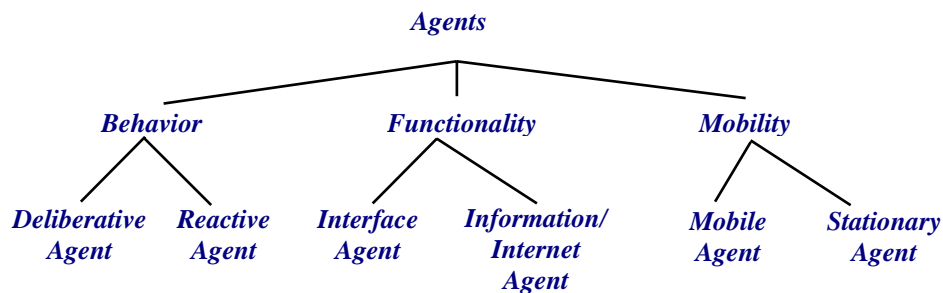 Agents
Behavior
Functionality
Mobility
Deliberative
Agent
Reactive
Agent
Interface
Agent
Information/
Internet
Agent
Mobile
Agent
Stationary
Agent